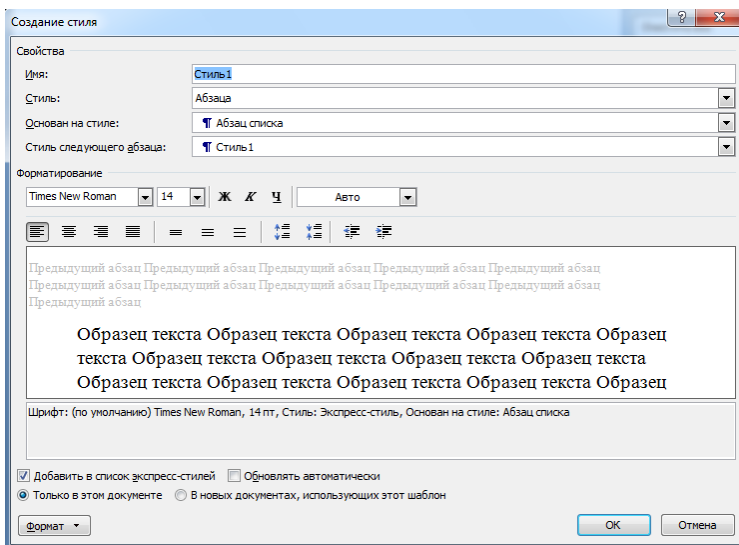 Создание стиля
Свойства
Имя: Стиль1
Стиль: Абзаца
Основан на стиле: ¶ Абзац списка
Стиль следующего абзаца: ¶ Стиль1
Форматирование
Times New Roman 14 Ж К Ч Авто
Предыдущий абзац Предыдущий абзац Предыдущий абзац Предыдущий абзац Предыдущий абзац
Предыдущий абзац Предыдущий абзац Предыдущий абзац Предыдущий абзац Предыдущий абзац
Предыдущий абзац
Образец текста Образец текста Образец текста Образец текста Образец
текста Образец текста Образец текста Образец текста Образец текста
Образец текста Образец текста Образец текста Образец текста Образец
Шрифт: (по умолчанию) Times New Roman, 14 пт, Стиль: Экспресс-стиль, Основан на стиле: Абзац списка
Добавить в список экспресс-стилей Обновлять автоматически
Только в этом документе В новых документах, использующих этот шаблон
Формат ОК Отмена